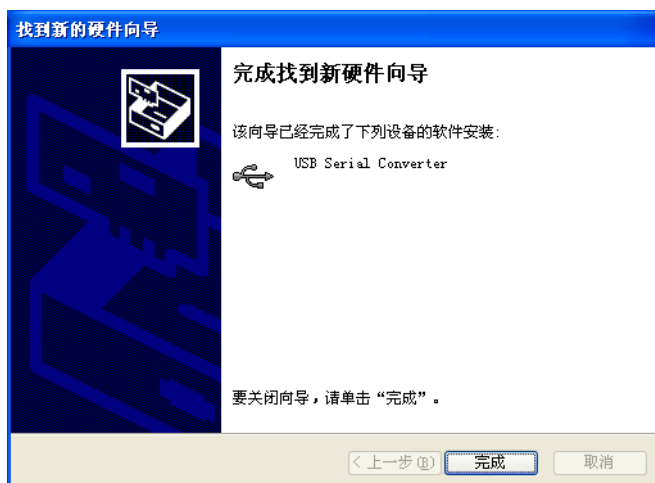 找到新的硬件向导
完成找到新硬件向导
该向导已经完成了下列设备的软件安装:
USB Serial Converter
要关闭向导，请单击“完成”。
< 上一步(B)
完成
取消